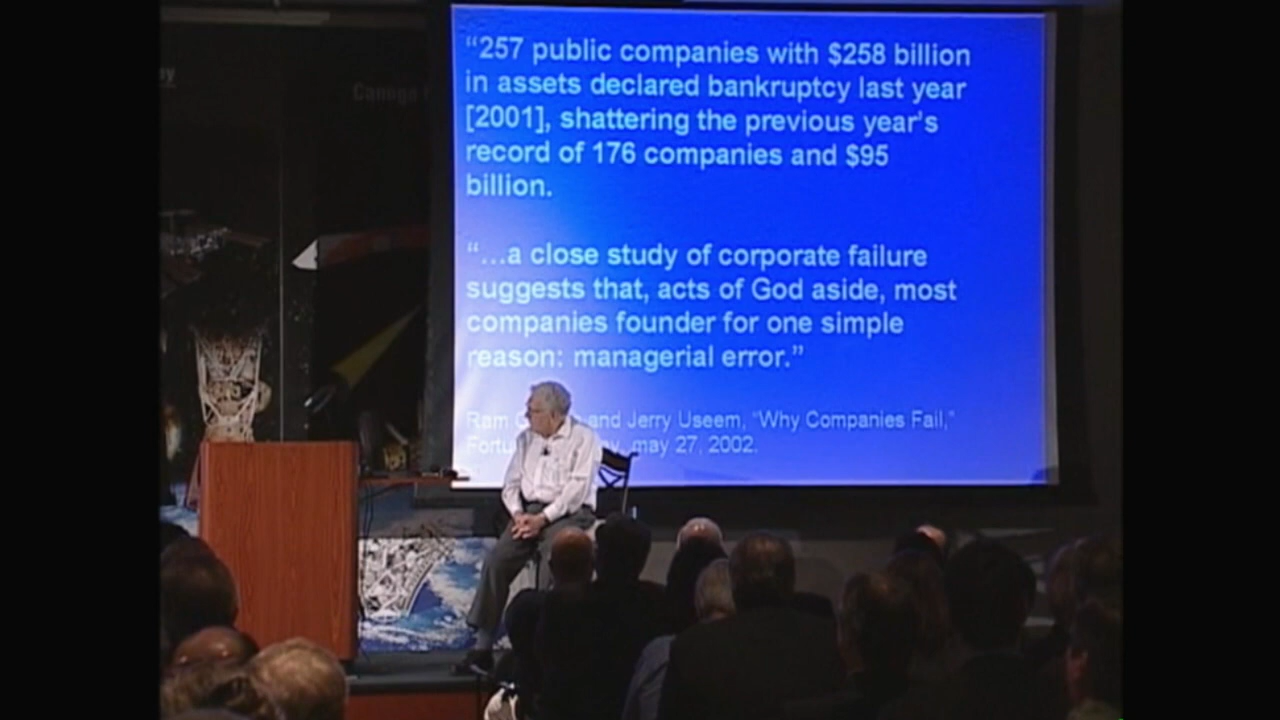 “257 public companies with $258 billion
in assets declared bankruptcy last year
[2001], shattering the previous year's
record of 176 companies and $95
billion.
“...a close study of corporate failure
suggests that, acts of God aside, most
companies founder for one simple
reason: managerial error.”
Ram and Jerry Useem, “Why Companies Fail,”
may 27, 2002.